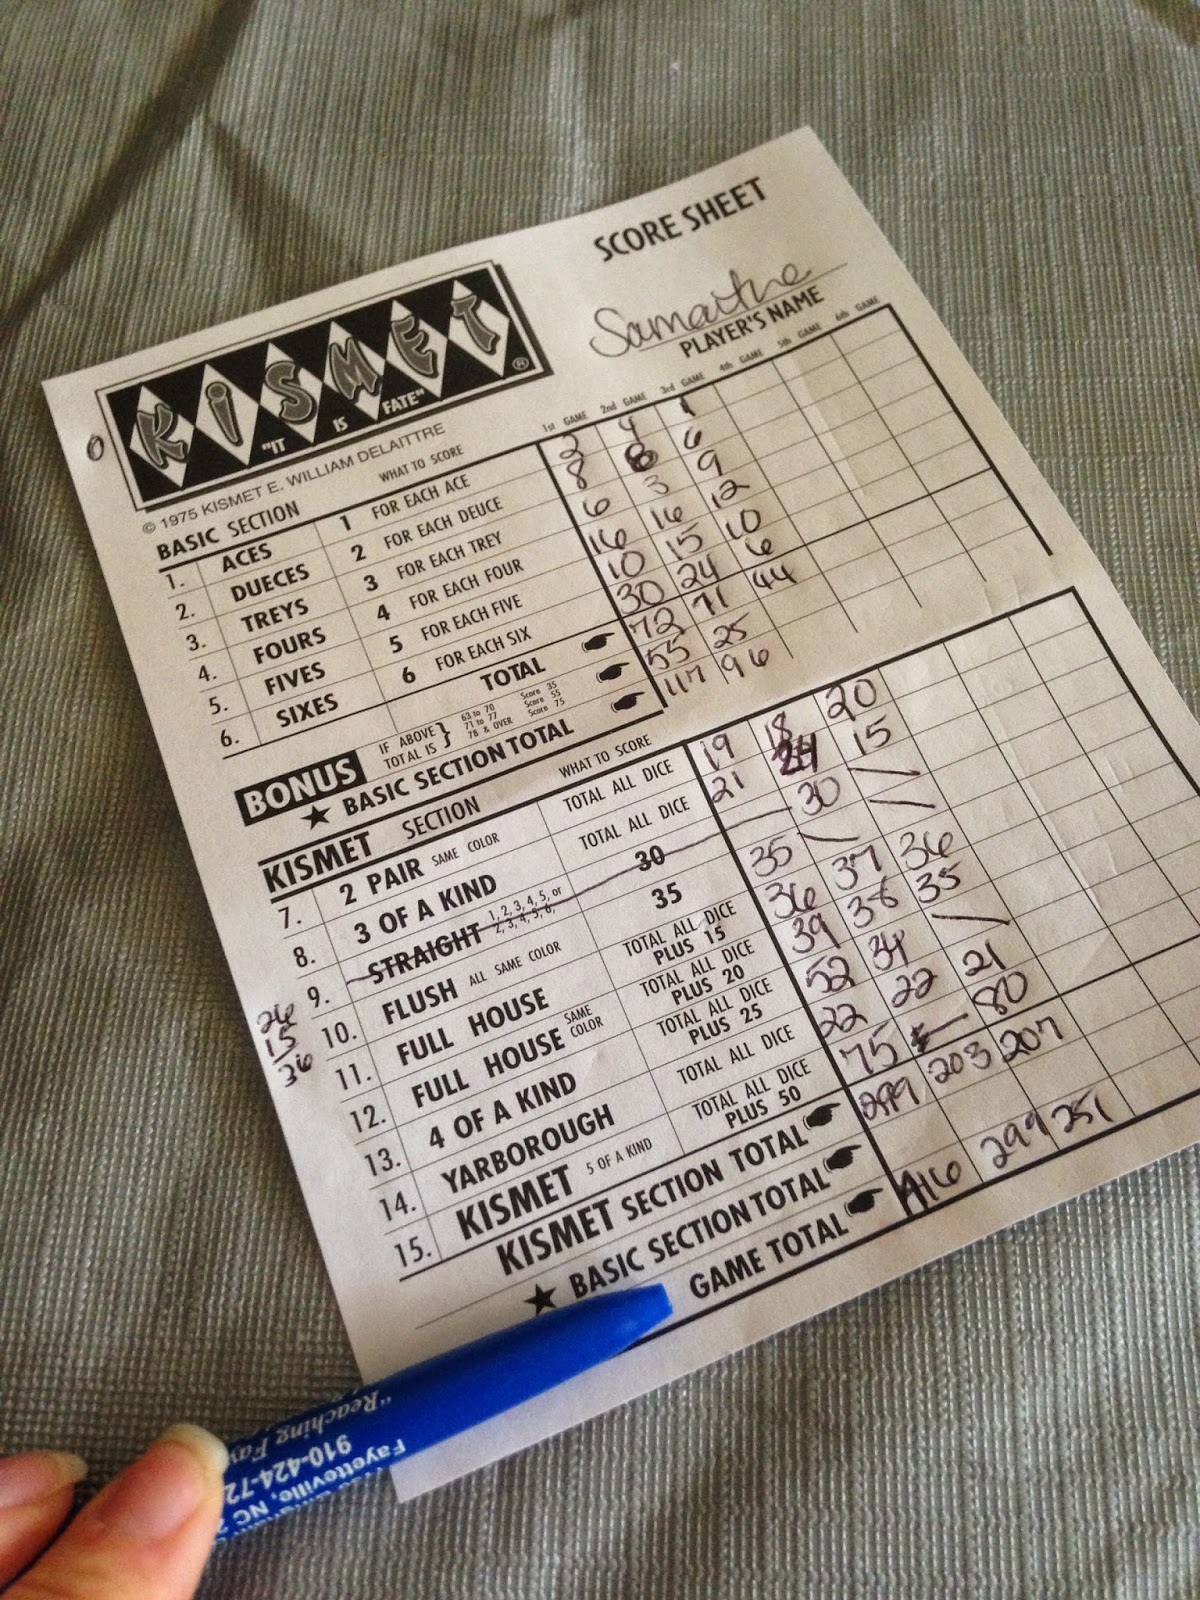 SCORE SHEET
Samantha
PLAYER'S NAME
KISMET ®
"IT IS FATE"
0
© 1975 KISMET E. WILLIAM DELAITTRE
BASIC SECTION WHAT TO SCORE 1st GAME 2nd GAME 3rd GAME 4th GAME 5th GAME 6th GAME
1. ACES 1 FOR EACH ACE 2 4 1
2. DUECES 2 FOR EACH DEUCE 8 8 6
3. TREYS 3 FOR EACH TREY 6 3 9
4. FOURS 4 FOR EACH FOUR 16 16 12
5. FIVES 5 FOR EACH FIVE 10 15 10
6. SIXES 6 FOR EACH SIX 30 24 6
TOTAL 72 71 44
BONUS IF ABOVE TOTAL IS } 63 to 70 Score 35 55 25
71 to 77 Score 55
78 & OVER Score 75
★ BASIC SECTION TOTAL 117 96
KISMET SECTION WHAT TO SCORE
7. 2 PAIR SAME COLOR TOTAL ALL DICE 19 18 20
8. 3 OF A KIND TOTAL ALL DICE 21 24 15
9. STRAIGHT 1, 2, 3, 4, 5, or 2, 3, 4, 5, 6, 30 — 30 —
10. FLUSH ALL SAME COLOR 35 35 — —
11. FULL HOUSE TOTAL ALL DICE PLUS 15 36 37 36
12. FULL HOUSE SAME COLOR TOTAL ALL DICE PLUS 20 39 38 35
13. 4 OF A KIND TOTAL ALL DICE PLUS 25 52 34 —
14. YARBOROUGH TOTAL ALL DICE 22 22 21
15. KISMET 5 OF A KIND TOTAL ALL DICE PLUS 50 75 — 80
KISMET SECTION TOTAL 299 203 207
★ BASIC SECTION TOTAL
GAME TOTAL 416 299 251
26
15
36
"Reaching
910-424-72
Fayetteville, NC